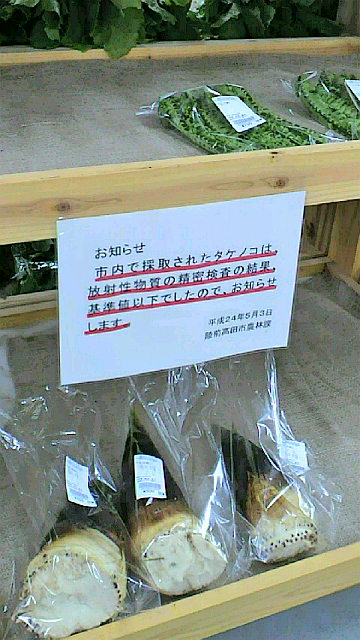 お知らせ
市内で採取されたタケノコは、
放射性物質の精密検査の結果、
基準値以下でしたので、お知らせ
します。
平成24年5月3日
陸前高田市農林課